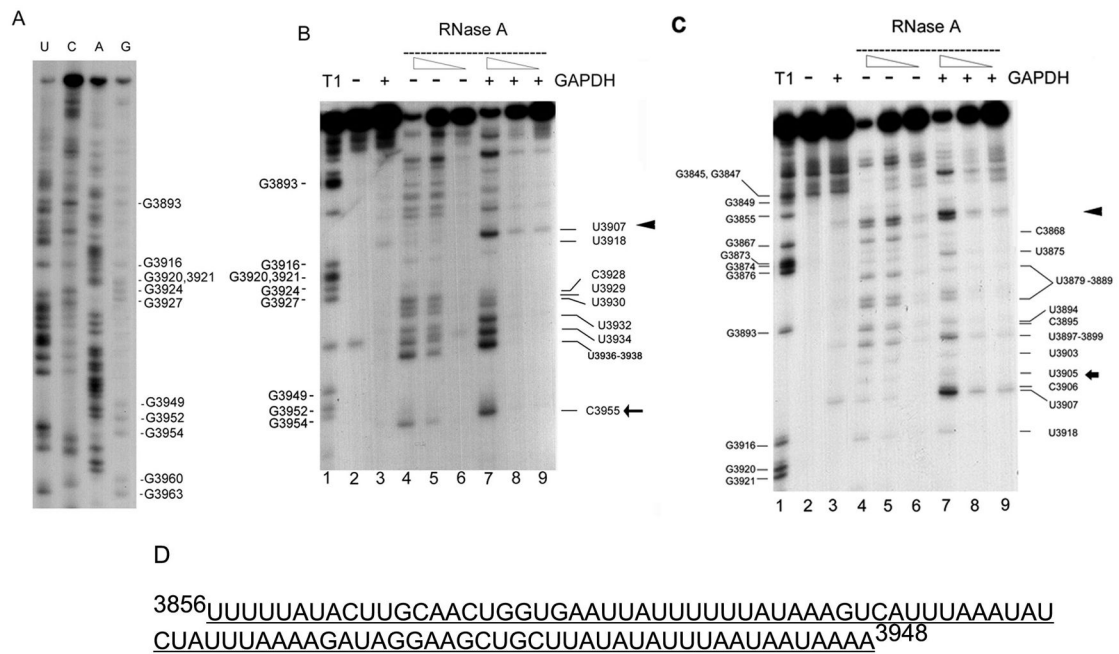 A
U C A G
G3893
G3916
G3920,3921
G3924
G3927
G3949
G3952
G3954
G3960
G3963
B
RNase A
T1 - + - - - + + + GAPDH
G3893
G3916
G3920,3921
G3924
G3927
G3949
G3952
G3954
U3907
U3918
C3928
U3929
U3930
U3932
U3934
U3936-3938
C3955
1 2 3 4 5 6 7 8 9
C
RNase A
T1 - + - - - + + + GAPDH
G3845, G3847
G3849
G3855
G3867
G3873
G3874
G3876
G3893
G3916
G3920
G3921
C3868
U3875
U3879-3889
U3894
C3895
U3897-3899
U3903
U3905
C3906
U3907
U3918
1 2 3 4 5 6 7 8 9
D
3856UUUUUAUACUUGCAACUGGUGAAUUAUUUUUUAUAAAGUCAUUUAAAUAU
CUAUUUAAAAGAUAGGAAGCUGCUUAUAUAUUUAAUAAUAAAA3948